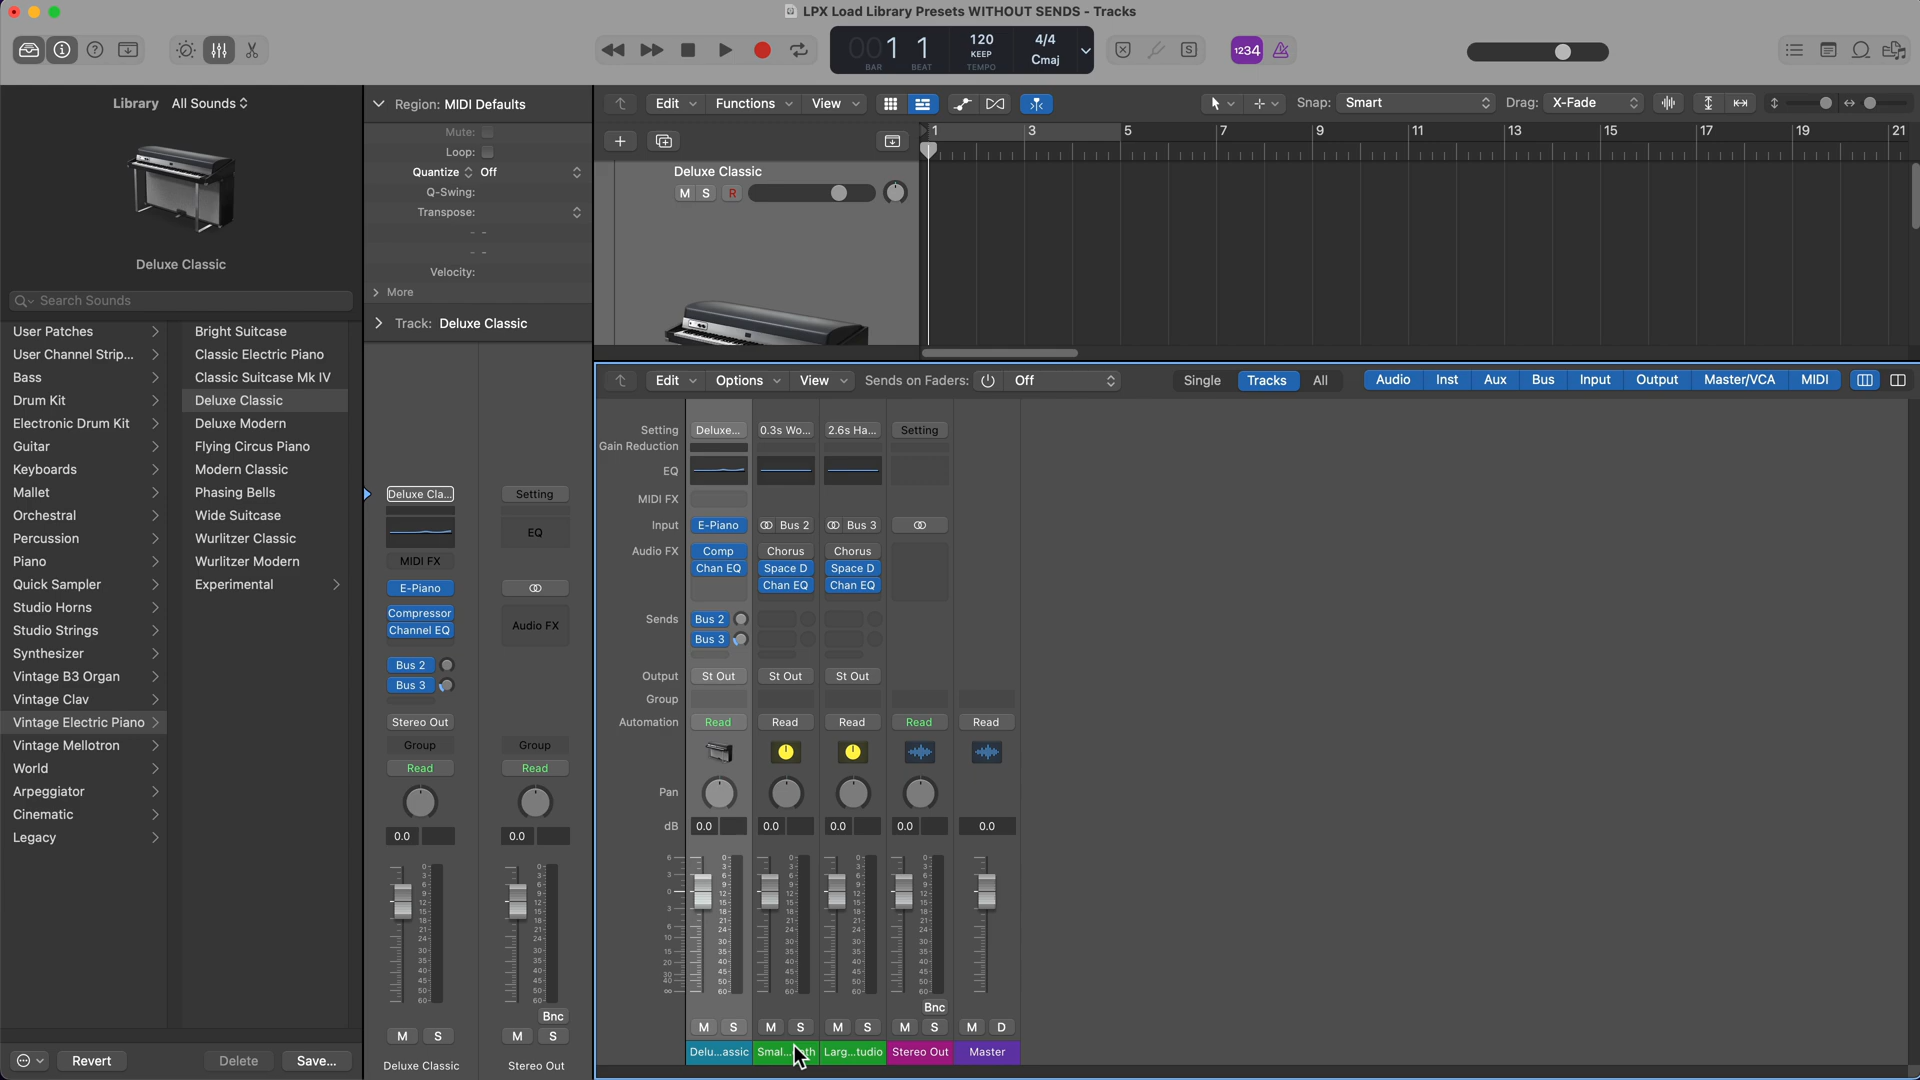 LPX Load Library Presets WITHOUT SENDS - Tracks
001 1
BAR BEAT
120
KEEP
TEMPO
4/4
Cmaj
S
1234
Library All Sounds
Deluxe Classic
Search Sounds
User Patches
User Channel Strip...
Bass
Drum Kit
Electronic Drum Kit
Guitar
Keyboards
Mallet
Orchestral
Percussion
Piano
Quick Sampler
Studio Horns
Studio Strings
Synthesizer
Vintage B3 Organ
Vintage Clav
Vintage Electric Piano
Vintage Mellotron
World
Arpeggiator
Cinematic
Legacy
Bright Suitcase
Classic Electric Piano
Classic Suitcase Mk IV
Deluxe Classic
Deluxe Modern
Flying Circus Piano
Modern Classic
Phasing Bells
Wide Suitcase
Wurlitzer Classic
Wurlitzer Modern
Experimental
Revert Delete Save...
Region: MIDI Defaults
Mute:
Loop:
Quantize Off
Q-Swing:
Transpose:
- -
- -
Velocity:
More
Track: Deluxe Classic
Deluxe Cla... Setting
EQ
MIDI FX
E-Piano
Compressor
Channel EQ
Audio FX
Bus 2
Bus 3
Stereo Out
Group Group
Read Read
0.0 0.0
Bnc
M S M S
Deluxe Classic Stereo Out
Edit Functions View Snap: Smart Drag: X-Fade
1 3 5 7 9 11 13 15 17 19 21
Deluxe Classic
M S R
Edit Options View Sends on Faders: Off Single Tracks All Audio Inst Aux Bus Input Output Master/VCA MIDI
Setting Deluxe... 0.3s Wo... 2.6s Ha... Setting
Gain Reduction
EQ
MIDI FX
Input E-Piano Bus 2 Bus 3
Audio FX Comp Chorus Chorus
Chan EQ Space D Space D
Chan EQ Chan EQ
Sends Bus 2
Bus 3
Output St Out St Out St Out
Group
Automation Read Read Read Read Read
Pan
dB 0.0 0.0 0.0 0.0 0.0
Bnc
M S M S M S M S M D
Delu...assic Smal...th Larg...tudio Stereo Out Master